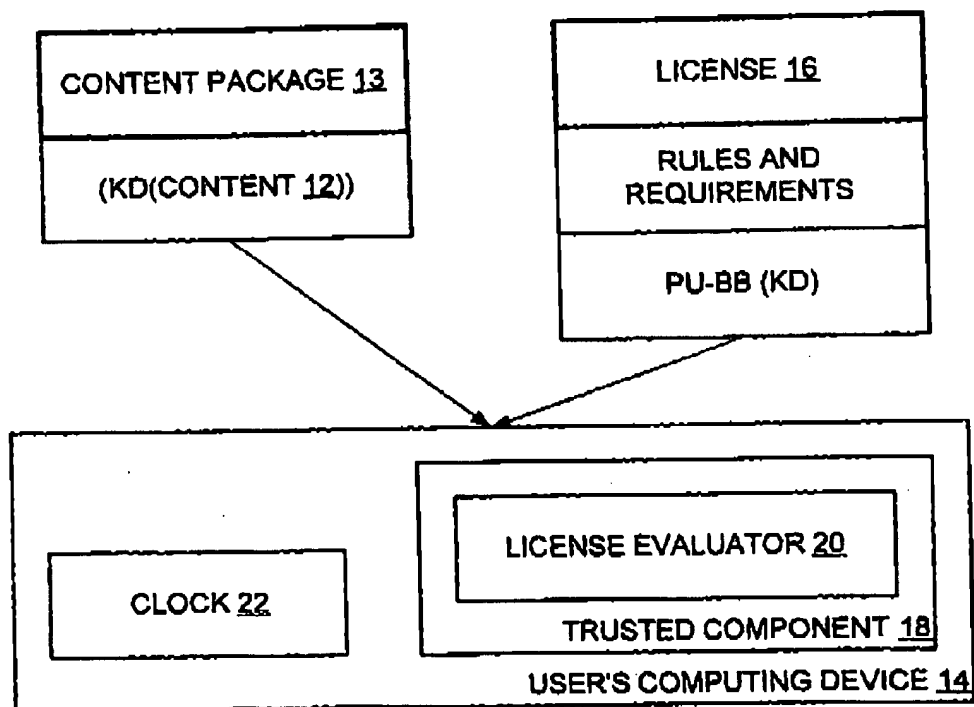 CONTENT PACKAGE 13
(KD(CONTENT 12))
LICENSE 16
RULES AND
REQUIREMENTS
PU-BB (KD)
CLOCK 22
LICENSE EVALUATOR 20
TRUSTED COMPONENT 18
USER'S COMPUTING DEVICE 14